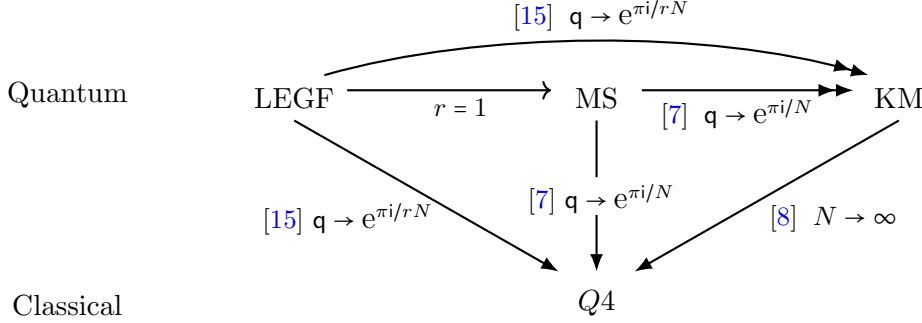 [15] q → e^{πi/rN}
Quantum LEGF MS KM
r = 1
[7] q → e^{πi/N}
[15] q → e^{πi/rN}
[7] q → e^{πi/N}
[8] N → ∞
Classical Q4